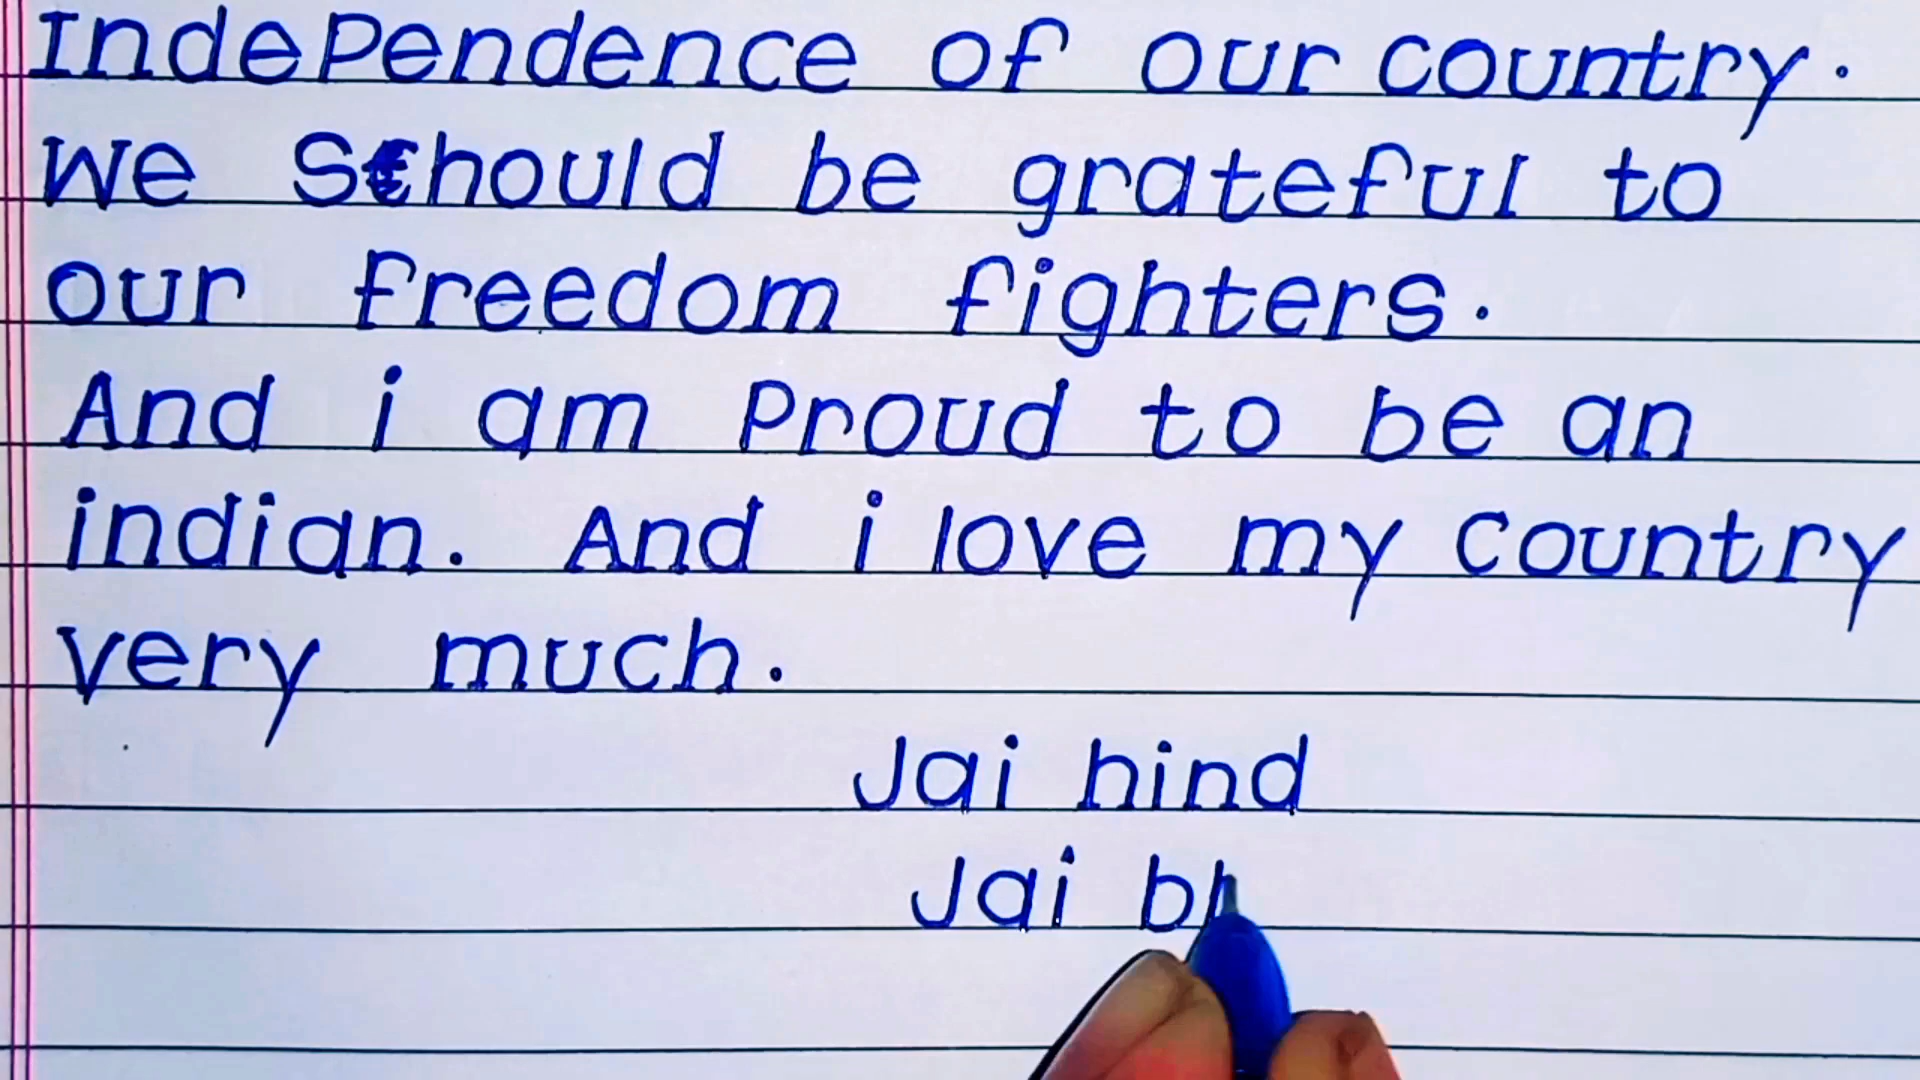 Independence of our country.
We should be grateful to
our freedom fighters.
And i am Proud to be an
indian. And i love my Country
very much.
Jai hind
Jai